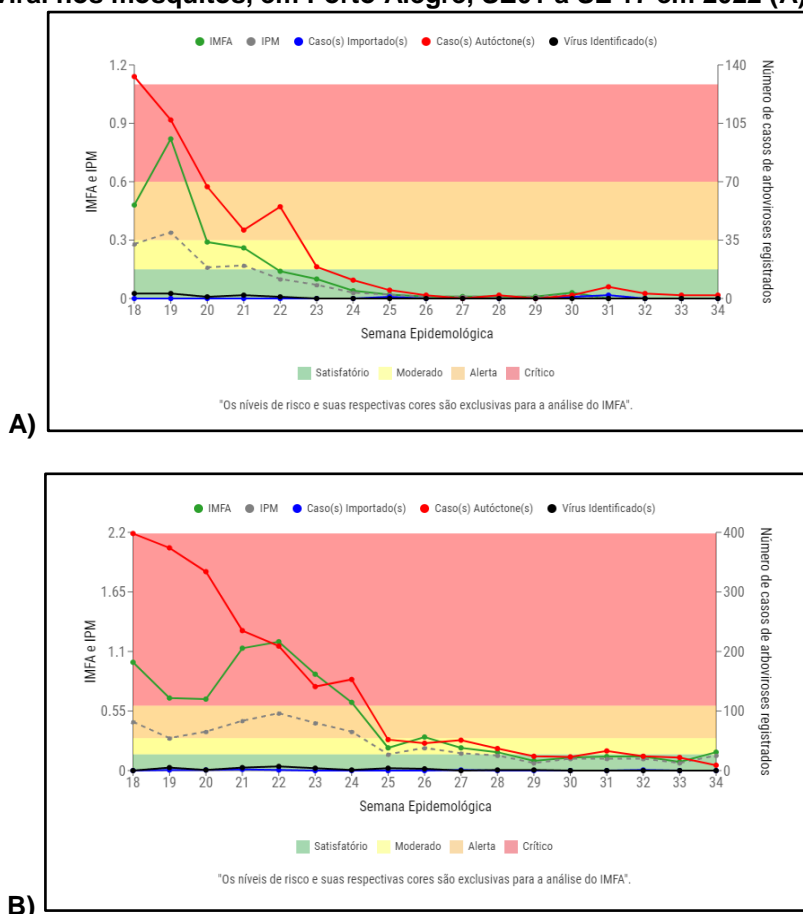 viral nos mosquitos, em Porto Alegre, SE01 a SE 17 em 2022 (A)
IMFA IPM Caso(s) Importado(s) Caso(s) Autóctone(s) Vírus Identificado(s)
1.2
0.9
0.6
0.3
0
IMFA e IPM
140
105
70
35
0
Número de casos de arboviroses registrados
18 19 20 21 22 23 24 25 26 27 28 29 30 31 32 33 34
Semana Epidemológica
Satisfatório Moderado Alerta Crítico
"Os níveis de risco e suas respectivas cores são exclusivas para a análise do IMFA".
A)
IMFA IPM Caso(s) Importado(s) Caso(s) Autóctone(s) Vírus Identificado(s)
2.2
1.65
1.1
0.55
0
IMFA e IPM
400
300
200
100
0
Número de casos de arboviroses registrados
18 19 20 21 22 23 24 25 26 27 28 29 30 31 32 33 34
Semana Epidemológica
Satisfatório Moderado Alerta Crítico
"Os níveis de risco e suas respectivas cores são exclusivas para a análise do IMFA".
B)